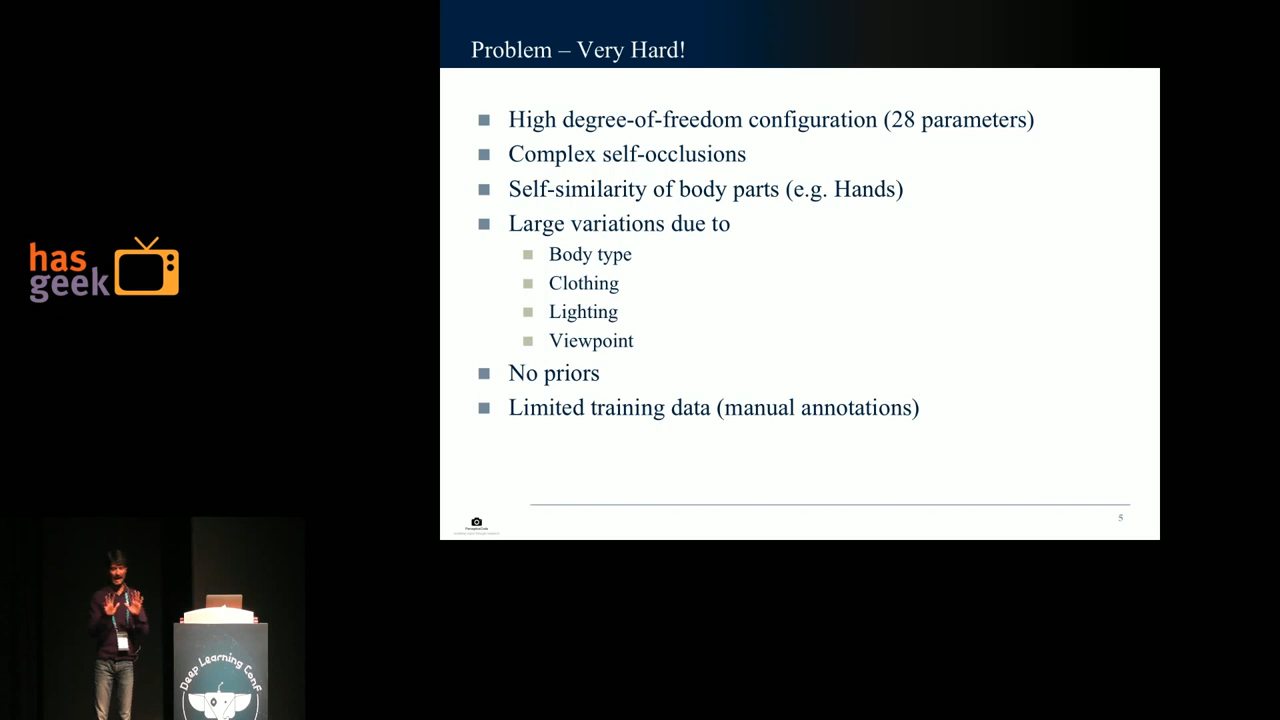 Problem – Very Hard!
High degree-of-freedom configuration (28 parameters)
Complex self-occlusions
Self-similarity of body parts (e.g. Hands)
Large variations due to
Body type
Clothing
Lighting
Viewpoint
No priors
Limited training data (manual annotations)
5
has
geek
Deep Learning Conf